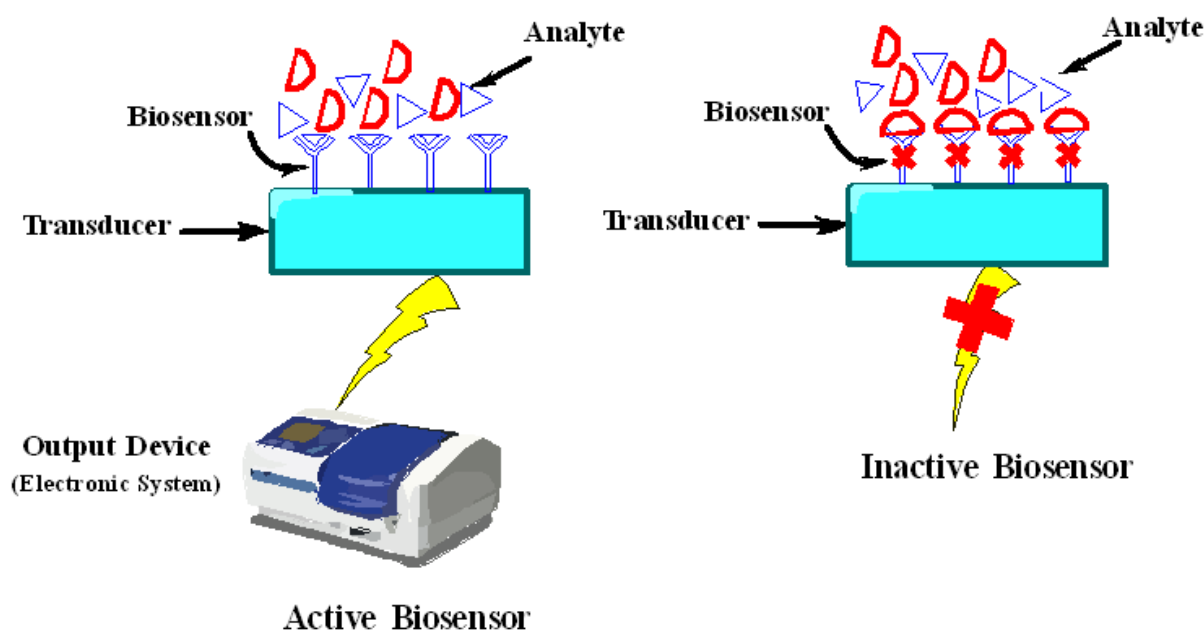 Analyte
Biosensor
Transducer
Output Device
(Electronic System)
Active Biosensor
Analyte
Biosensor
Transducer
Inactive Biosensor